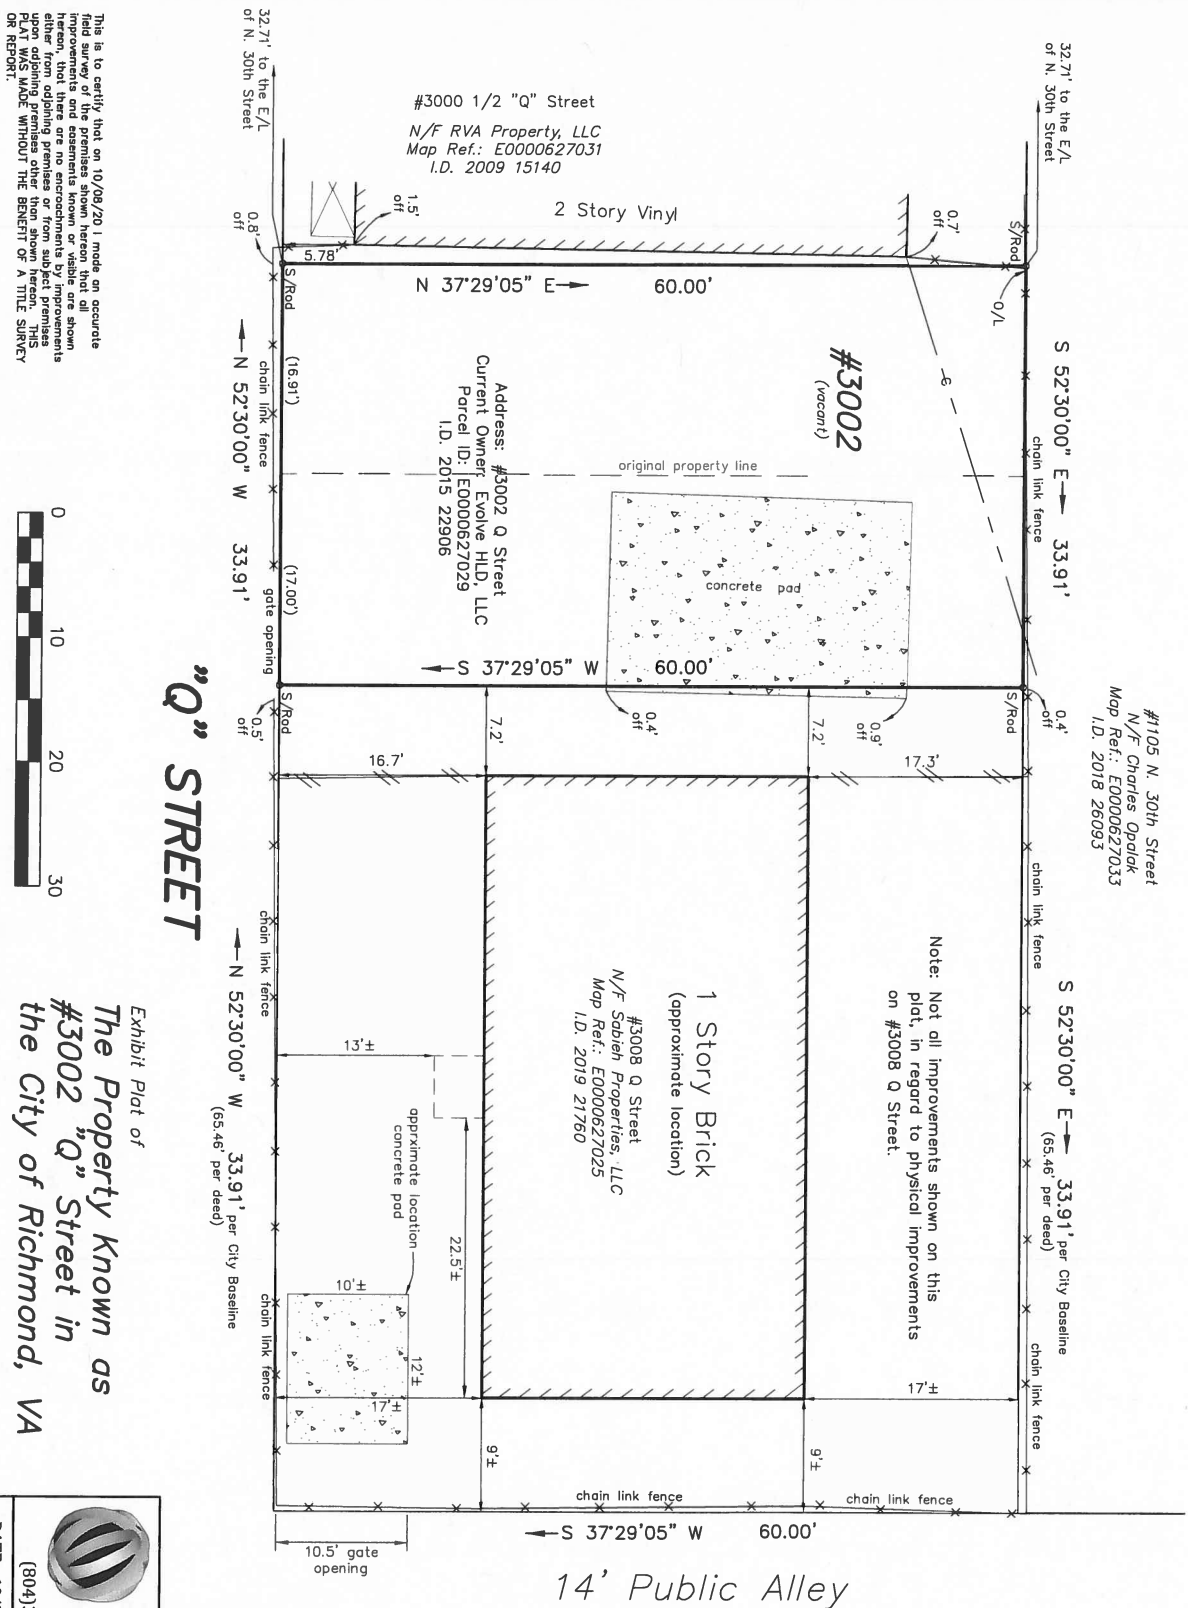 32.71' to the E/L
of N. 30th Street
32.71' to the E/L
of N. 30th Street
#3000 1/2 "Q" Street
N/F RVA Property, LLC
Map Ref.: E0000627031
I.D. 2009 15140
2 Story Vinyl
1.5'
off
0.7'
off
0.8'
off
5.78'
S/Rod
S/Rod
O/L
N 37°29'05" E
60.00'
#3002
(vacant)
S 52°30'00" E
33.91'
chain link fence
(16.91')
chain link fence
N 52°30'00" W
33.91'
(17.00')
gate opening
Address: #3002 Q Street
Current Owner: Evolve HLD, LLC
Parcel ID: E0000627029
I.D. 2015 22906
original property line
concrete pad
S 37°29'05" W
60.00'
S/Rod
0.5'
off
S/Rod
0.4'
off
0.4'
off
0.9'
off
7.2'
7.2'
16.7'
17.3'
#1105 N. 30th Street
N/F Charles Opalak
Map Ref.: E0000627033
I.D. 2018 26093
"Q" STREET
chain link fence
chain link fence
Note: Not all improvements shown on this
plat, in regard to physical improvements
on #3008 Q Street.
1 Story Brick
(approximate location)
#3008 Q Street
N/F Sabieh Properties, LLC
Map Ref.: E0000627025
I.D. 2019 21760
S 52°30'00" E
33.91' per City Baseline
(65.46' per deed)
N 52°30'00" W
33.91' per City Baseline
(65.46' per deed)
13'±
22.5'±
apprximate location
concrete pad
10'±
12'±
17'±
17'±
9'±
9'±
chain link fence
chain link fence
chain link fence
chain link fence
S 37°29'05" W
60.00'
10.5' gate
opening
14' Public Alley
This is to certify that on 10/08/20 I made an accurate
field survey of the premises shown hereon that all
improvements and easements known or visible are shown
hereon, that there are no encroachments by improvements
either from adjoining premises or from subject premises
upon adjoining premises other than shown hereon. THIS
PLAT WAS MADE WITHOUT THE BENEFIT OF A TITLE SURVEY
OR REPORT.
0
10
20
30
Exhibit Plat of
The Property Known as
#3002 "Q" Street in
the City of Richmond, VA
(804)